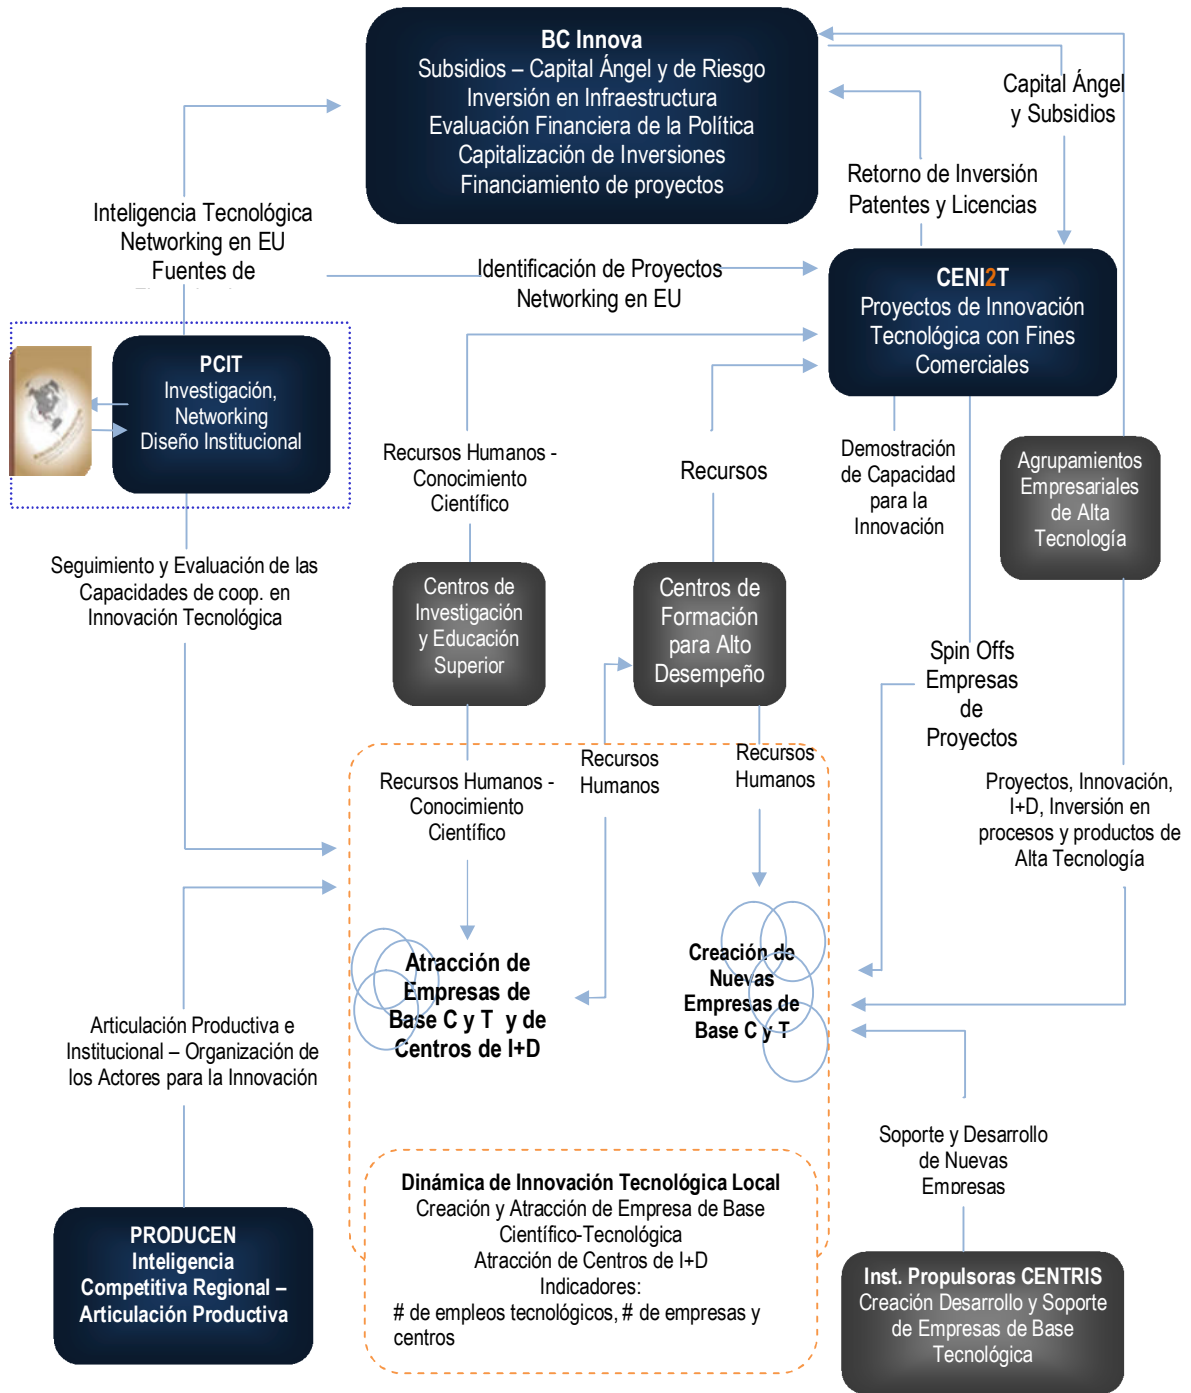 BC Innova
Subsidios – Capital Ángel y de Riesgo
Inversión en Infraestructura
Evaluación Financiera de la Política
Capitalización de Inversiones
Financiamiento de proyectos
Capital Ángel
y Subsidios
Retorno de Inversión
Patentes y Licencias
Inteligencia Tecnológica
Networking en EU
Fuentes de
Identificación de Proyectos
Networking en EU
CENI2T
Proyectos de Innovación
Tecnológica con Fines
Comerciales
PCIT
Investigación,
Networking
Diseño Institucional
Recursos Humanos -
Conocimiento
Científico
Recursos
Demostración
de Capacidad
para la
Innovación
Agrupamientos
Empresariales
de Alta
Tecnología
Seguimiento y Evaluación de las
Capacidades de coop. en
Innovación Tecnológica
Centros de
Investigación
y Educación
Superior
Centros de
Formación
para Alto
Desempeño
Spin Offs
Empresas
de
Proyectos
Recursos Humanos -
Conocimiento
Científico
Recursos
Humanos
Recursos
Humanos
Proyectos, Innovación,
I+D, Inversión en
procesos y productos de
Alta Tecnología
Atracción de
Empresas de
Base C y T y de
Centros de I+D
Creación de
Nuevas
Empresas de
Base C y T
Articulación Productiva e
Institucional – Organización de
los Actores para la Innovación
Soporte y Desarrollo
de Nuevas
Empresas
Dinámica de Innovación Tecnológica Local
Creación y Atracción de Empresa de Base
Científico-Tecnológica
Atracción de Centros de I+D
Indicadores:
# de empleos tecnológicos, # de empresas y
centros
PRODUCEN
Inteligencia
Competitiva Regional –
Articulación Productiva
Inst. Propulsoras CENTRIS
Creación Desarrollo y Soporte
de Empresas de Base
Tecnológica